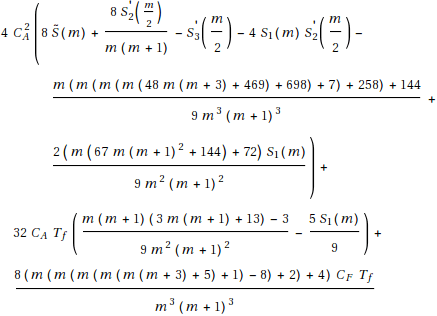 4 C_A^2 ( 8 S̃(m) + (8 S_2^'(m/2)) / (m (m + 1)) − S_3^'(m/2) − 4 S_1(m) S_2^'(m/2) −
(m (m (m (m (48 m (m + 3) + 469) + 698) + 7) + 258) + 144) / (9 m^3 (m + 1)^3) +
(2 (m (67 m (m + 1)^2 + 144) + 72) S_1(m)) / (9 m^2 (m + 1)^2) ) +
32 C_A T_f ( (m (m + 1) (3 m (m + 1) + 13) − 3) / (9 m^2 (m + 1)^2) − (5 S_1(m)) / 9 ) +
(8 (m (m (m (m (m (m + 3) + 5) + 1) − 8) + 2) + 4) C_F T_f) / (m^3 (m + 1)^3)